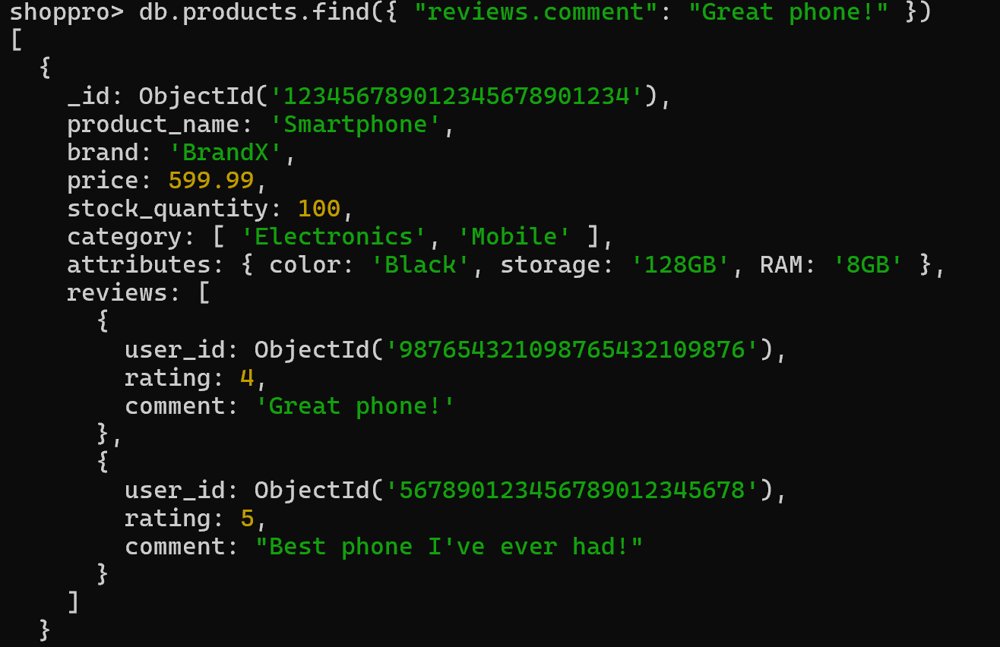 shoppro> db.products.find({ "reviews.comment": "Great phone!" })
[
  {
    _id: ObjectId('123456789012345678901234'),
    product_name: 'Smartphone',
    brand: 'BrandX',
    price: 599.99,
    stock_quantity: 100,
    category: [ 'Electronics', 'Mobile' ],
    attributes: { color: 'Black', storage: '128GB', RAM: '8GB' },
    reviews: [
      {
        user_id: ObjectId('987654321098765432109876'),
        rating: 4,
        comment: 'Great phone!'
      },
      {
        user_id: ObjectId('567890123456789012345678'),
        rating: 5,
        comment: "Best phone I've ever had!"
      }
    ]
  }